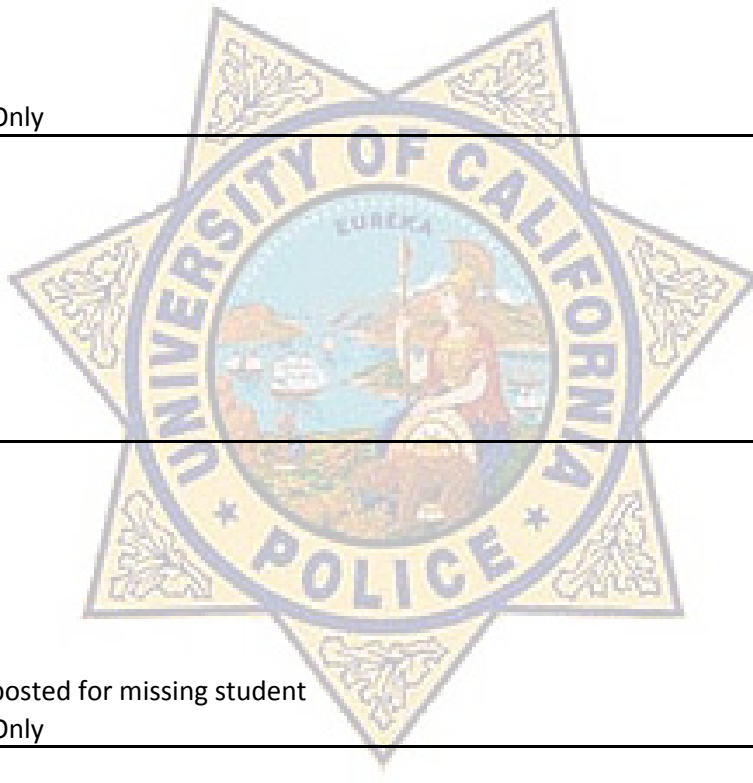 Only
UNIVERSITY OF CALIFORNIA
EUREKA
POLICE
posted for missing student
Only